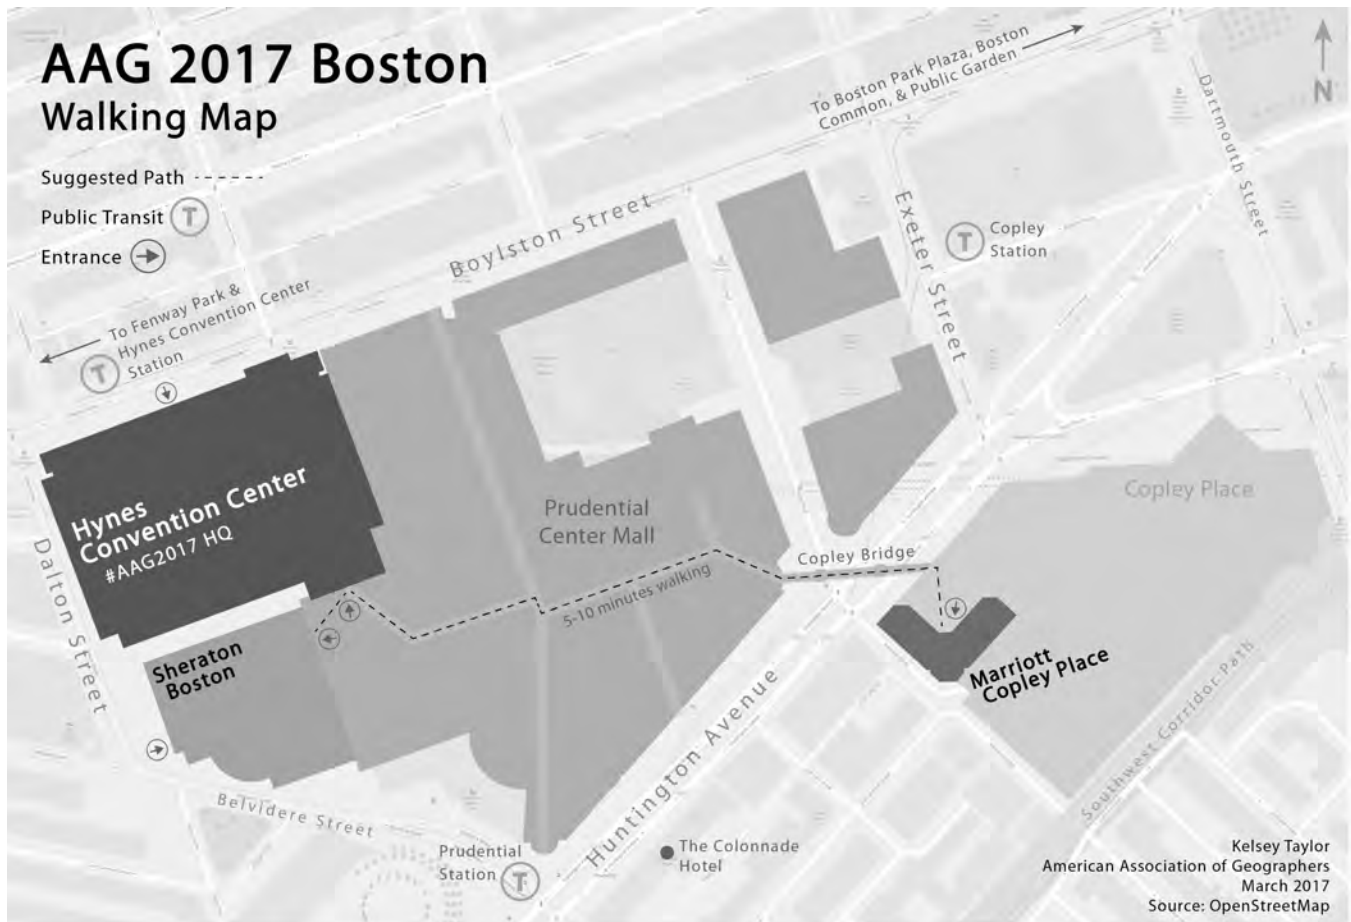 AAG 2017 Boston
Walking Map
Suggested Path
Public Transit T
Entrance
To Boston Park Plaza, Boston
Common, & Public Garden
N
Dartmouth Street
Boylston Street
Exeter Street
T Copley
Station
To Fenway Park &
Hynes Convention Center
Station
T
Hynes
Convention Center
#AAG2017 HQ
Prudential
Center Mall
Copley Place
Copley Bridge
5-10 minutes walking
Dalton Street
Sheraton
Boston
Marriott
Copley Place
Southwest Corridor Path
Huntington Avenue
Belvidere Street
Prudential
Station T
The Colonnade
Hotel
Kelsey Taylor
American Association of Geographers
March 2017
Source: OpenStreetMap